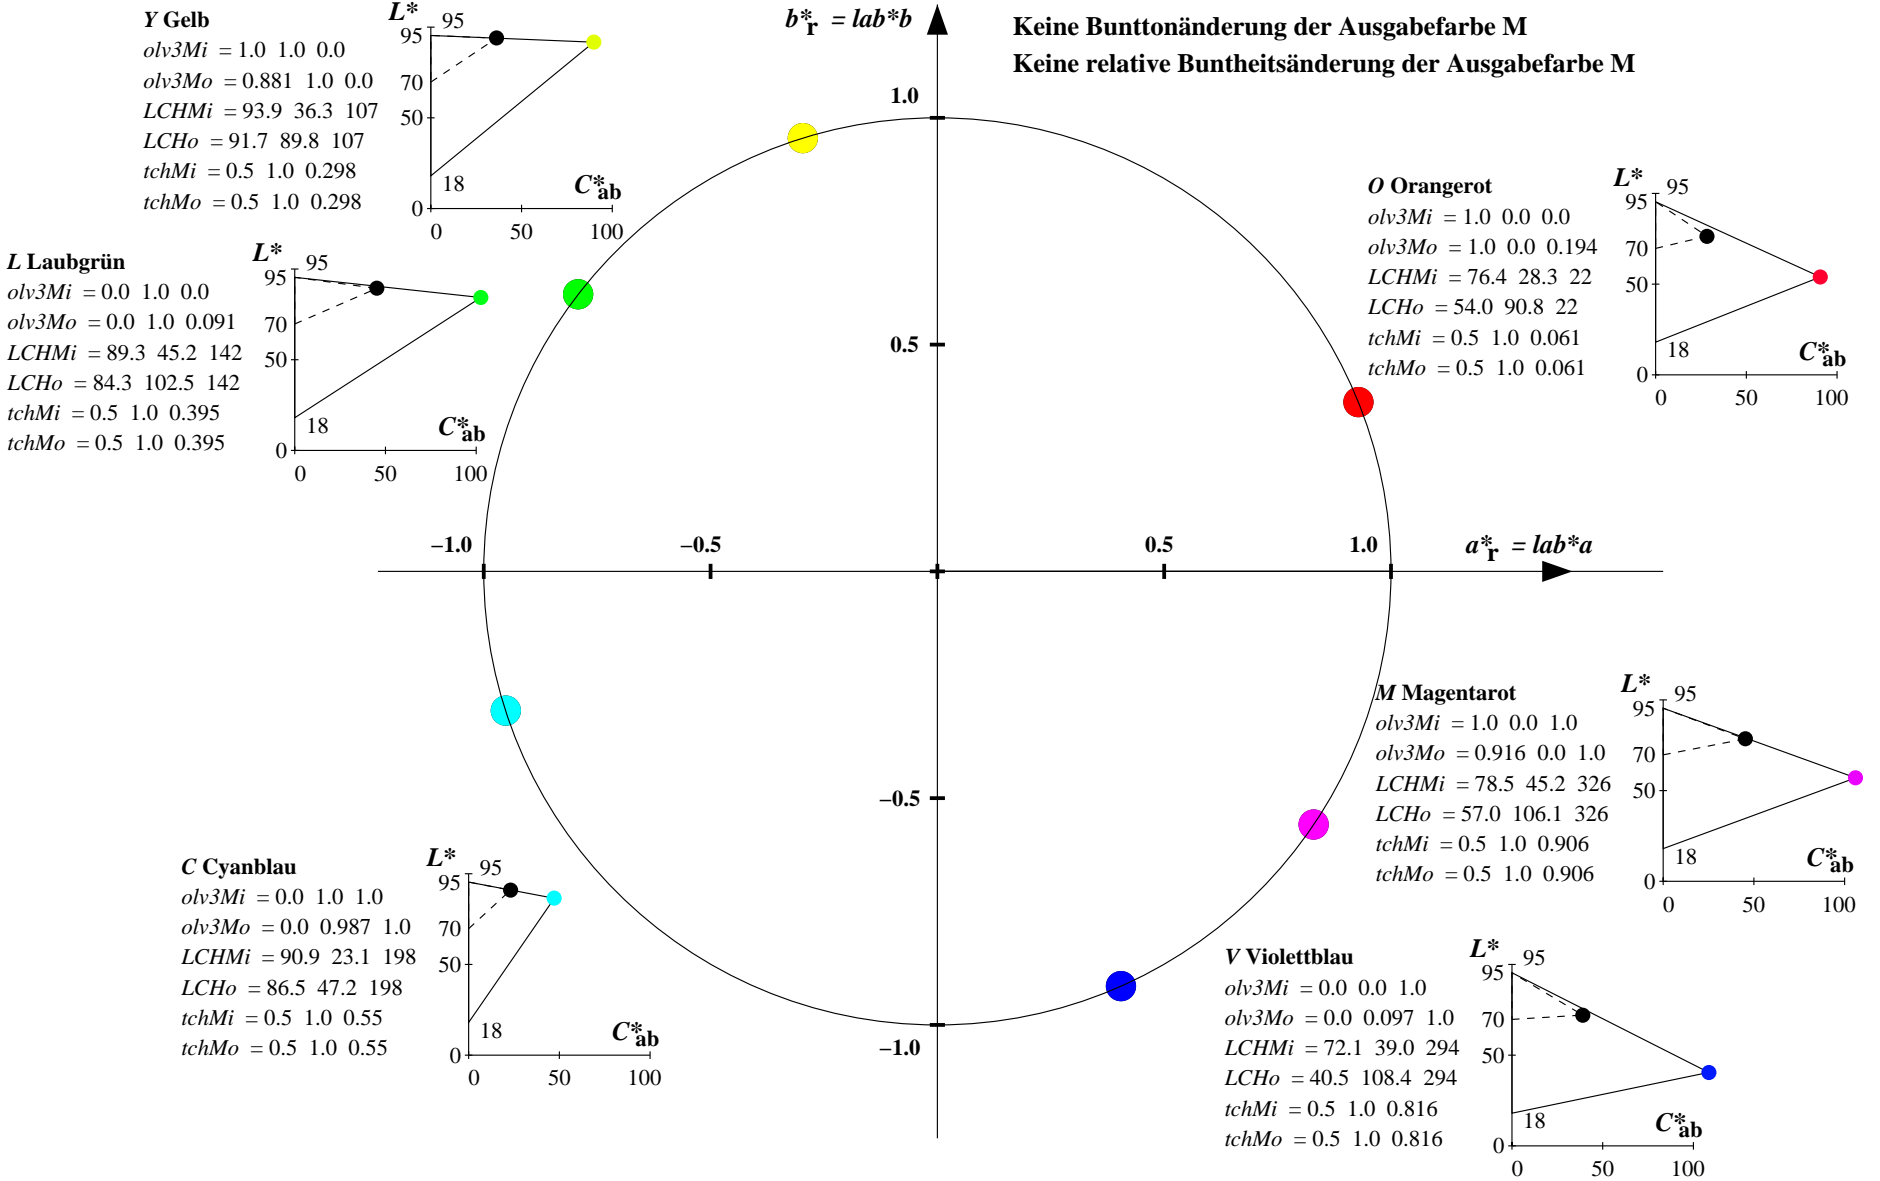 b*r = lab*b
Keine Bunttonänderung der Ausgabefarbe M
Keine relative Buntheitsänderung der Ausgabefarbe M
Y Gelb
olv3Mi = 1.0 1.0 0.0
olv3Mo = 0.881 1.0 0.0
LCHMi = 93.9 36.3 107
LCHo = 91.7 89.8 107
tchMi = 0.5 1.0 0.298
tchMo = 0.5 1.0 0.298
L* 95
95
70
50
18
0
C*ab
0 50 100
L Laubgrün
olv3Mi = 0.0 1.0 0.0
olv3Mo = 0.0 1.0 0.091
LCHMi = 89.3 45.2 142
LCHo = 84.3 102.5 142
tchMi = 0.5 1.0 0.395
tchMo = 0.5 1.0 0.395
L* 95
95
70
50
18
0
C*ab
0 50 100
O Orangerot
olv3Mi = 1.0 0.0 0.0
olv3Mo = 1.0 0.0 0.194
LCHMi = 76.4 28.3 22
LCHo = 54.0 90.8 22
tchMi = 0.5 1.0 0.061
tchMo = 0.5 1.0 0.061
L* 95
95
70
50
18
0
C*ab
0 50 100
1.0
0.5
−1.0 −0.5 0.5 1.0 a*r = lab*a
−0.5
−1.0
M Magentarot
olv3Mi = 1.0 0.0 1.0
olv3Mo = 0.916 0.0 1.0
LCHMi = 78.5 45.2 326
LCHo = 57.0 106.1 326
tchMi = 0.5 1.0 0.906
tchMo = 0.5 1.0 0.906
L* 95
95
70
50
18
0
C*ab
0 50 100
C Cyanblau
olv3Mi = 0.0 1.0 1.0
olv3Mo = 0.0 0.987 1.0
LCHMi = 90.9 23.1 198
LCHo = 86.5 47.2 198
tchMi = 0.5 1.0 0.55
tchMo = 0.5 1.0 0.55
L* 95
95
70
50
18
0
C*ab
0 50 100
V Violettblau
olv3Mi = 0.0 0.0 1.0
olv3Mo = 0.0 0.097 1.0
LCHMi = 72.1 39.0 294
LCHo = 40.5 108.4 294
tchMi = 0.5 1.0 0.816
tchMo = 0.5 1.0 0.816
L* 95
95
70
50
18
0
C*ab
0 50 100